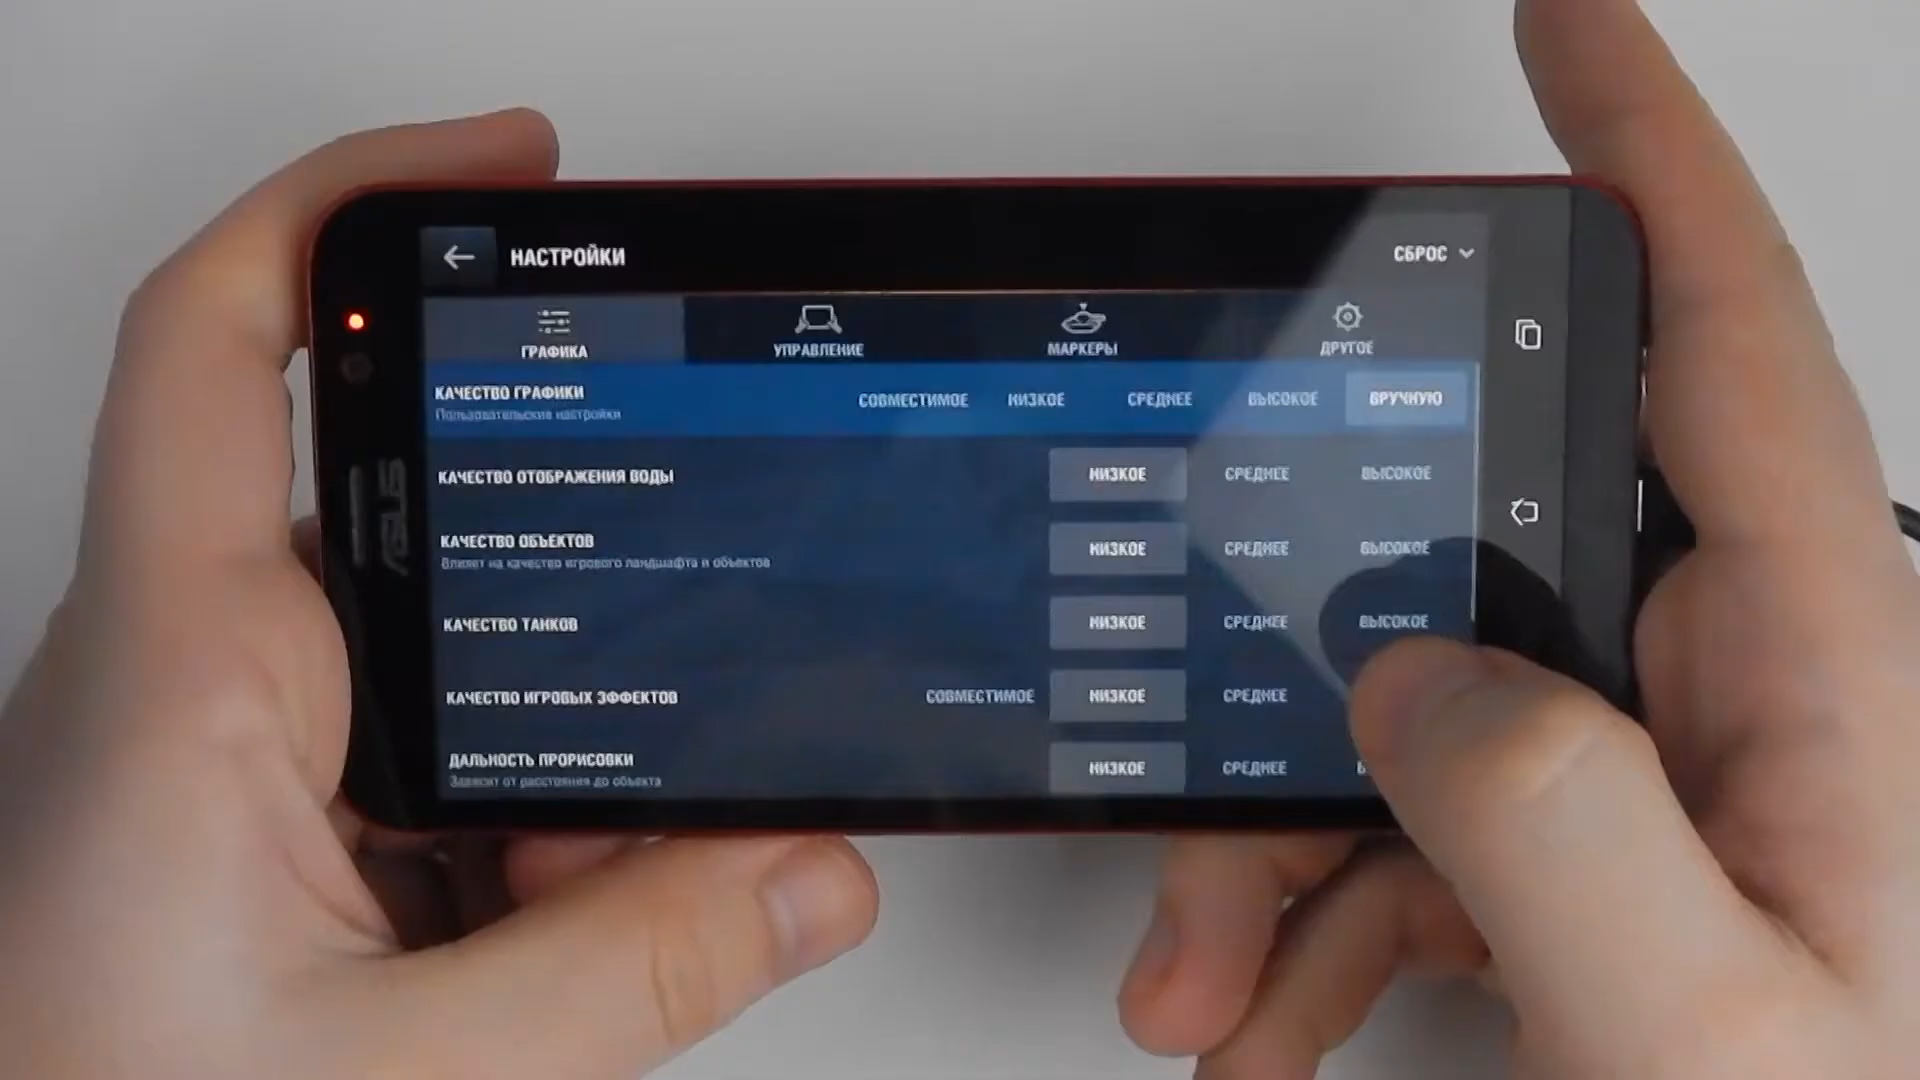 НАСТРОЙКИ
СБРОС
ГРАФИКА
УПРАВЛЕНИЕ
МАРКЕРЫ
ДРУГОЕ
КАЧЕСТВО ГРАФИКИ
Пользовательские настройки
СОВМЕСТИМОЕ НИЗКОЕ СРЕДНЕЕ ВЫСОКОЕ ВРУЧНУЮ
КАЧЕСТВО ОТОБРАЖЕНИЯ ВОДЫ
НИЗКОЕ СРЕДНЕЕ ВЫСОКОЕ
КАЧЕСТВО ОБЪЕКТОВ
Влияет на качество игрового ландшафта и объектов
НИЗКОЕ СРЕДНЕЕ ВЫСОКОЕ
КАЧЕСТВО ТАНКОВ
НИЗКОЕ СРЕДНЕЕ ВЫСОКОЕ
КАЧЕСТВО ИГРОВЫХ ЭФФЕКТОВ
СОВМЕСТИМОЕ НИЗКОЕ СРЕДНЕЕ
ДАЛЬНОСТЬ ПРОРИСОВКИ
Зависит от расстояния до объекта
НИЗКОЕ СРЕДНЕЕ
ASUS